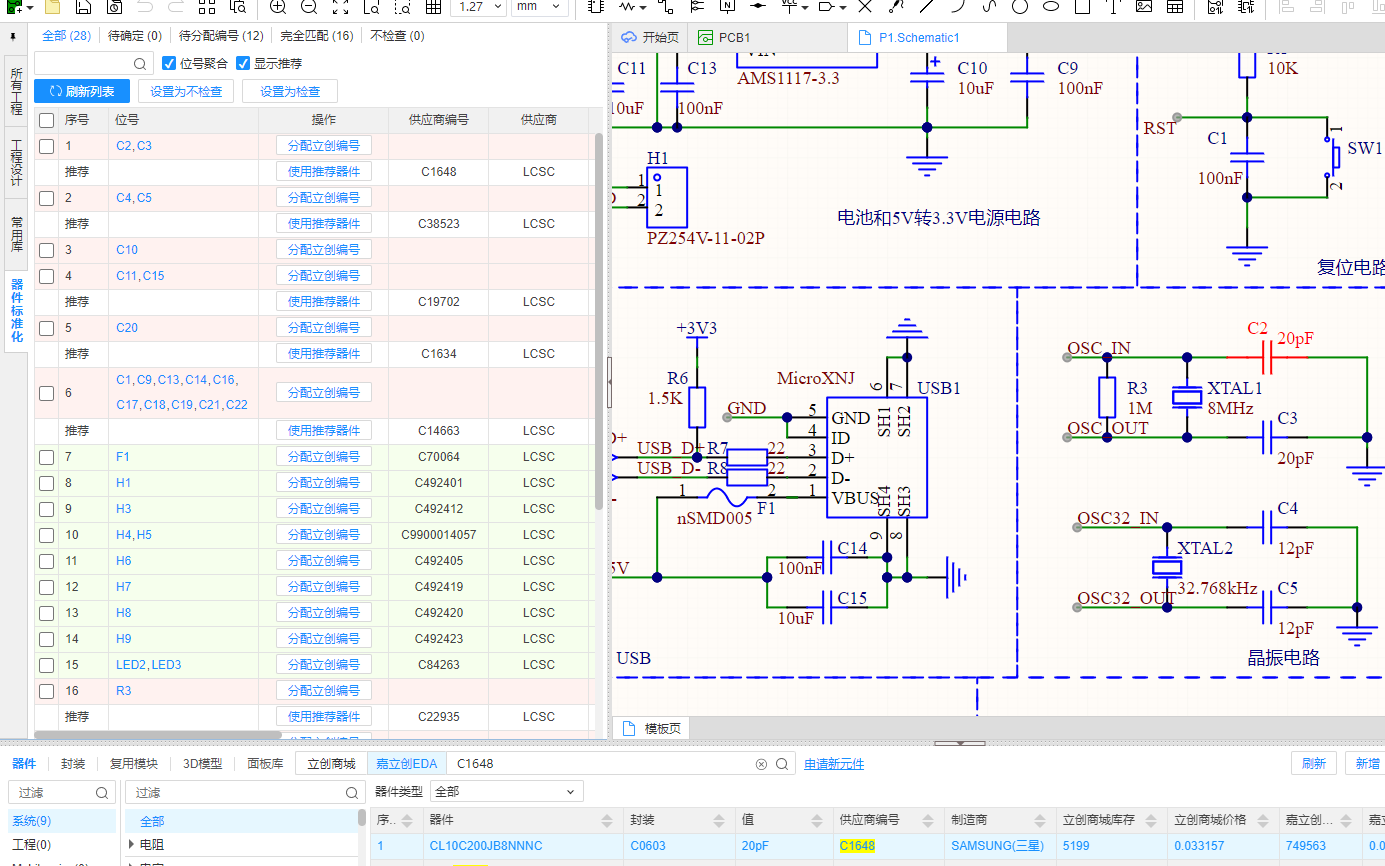 1.27 mm
全部 (28) 待确定 (0) 待分配编号 (12) 完全匹配 (16) 不检查 (0)
位号聚合 显示推荐
刷新列表 设置为不检查 设置为检查
所有工程
工程设计
常用库
器件标准化
序号 位号 操作 供应商编号 供应商
1 C2,C3 分配立创编号
推荐 使用推荐器件 C1648 LCSC
2 C4,C5 分配立创编号
推荐 使用推荐器件 C38523 LCSC
3 C10 分配立创编号
4 C11,C15 分配立创编号
推荐 使用推荐器件 C19702 LCSC
5 C20 分配立创编号
推荐 使用推荐器件 C1634 LCSC
6 C1,C9,C13,C14,C16, 分配立创编号
C17,C18,C19,C21,C22
推荐 使用推荐器件 C14663 LCSC
7 F1 分配立创编号 C70064 LCSC
8 H1 分配立创编号 C492401 LCSC
9 H3 分配立创编号 C492412 LCSC
10 H4,H5 分配立创编号 C9900014057 LCSC
11 H6 分配立创编号 C492405 LCSC
12 H7 分配立创编号 C492419 LCSC
13 H8 分配立创编号 C492420 LCSC
14 H9 分配立创编号 C492423 LCSC
15 LED2,LED3 分配立创编号 C84263 LCSC
16 R3 分配立创编号
推荐 使用推荐器件 C22935 LCSC
开始页 PCB1 P1.Schematic1
C11 C13 AMS1117-3.3 C10 C9
10uF 100nF 10uF 100nF
10K
RST
C1
100nF
1
SW1
2
H1
1 1
2 2
PZ254V-11-02P
电池和5V转3.3V电源电路
复位电路
+3V3
R6
1.5K
MicroXNJ
6 7
USB1
GND
5 GND
4 ID
3 D+
2 D-
1 VBUS
SH1 SH2
SH4 SH3
D+
USB_D+ R7 22
USB_D- R8 22
1 2
F1
nSMD005
9 8
C14
100nF
5V
C15
10uF
USB
C2
20pF
OSC_IN
R3
1M
XTAL1
8MHz
OSC_OUT
C3
20pF
OSC32_IN
C4
12pF
XTAL2
32.768kHz
OSC32_OUT
C5
12pF
晶振电路
模板页
器件 封装 复用模块 3D模型 面板库 立创商城 嘉立创EDA C1648 申请新元件 刷新 新增
过滤 过滤 器件类型 全部
系统(9) 全部
工程(0) 电阻
序.. 器件 封装 值 供应商编号 制造商 立创商城库存 立创商城价格 嘉立创...
1 CL10C200JB8NNNC C0603 20pF C1648 SAMSUNG(三星) 5199 0.033157 749563